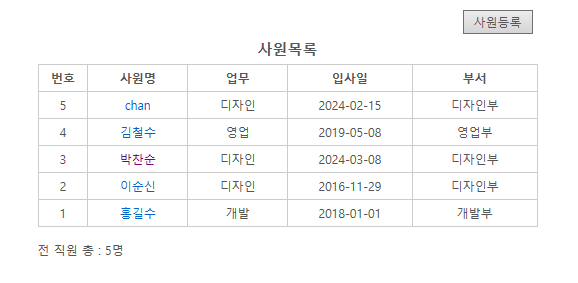 사원등록
사원목록
번호 사원명 업무 입사일 부서
5 chan 디자인 2024-02-15 디자인부
4 김철수 영업 2019-05-08 영업부
3 박찬순 디자인 2024-03-08 디자인부
2 이순신 디자인 2016-11-29 디자인부
1 홍길수 개발 2018-01-01 개발부
전 직원 총 : 5명